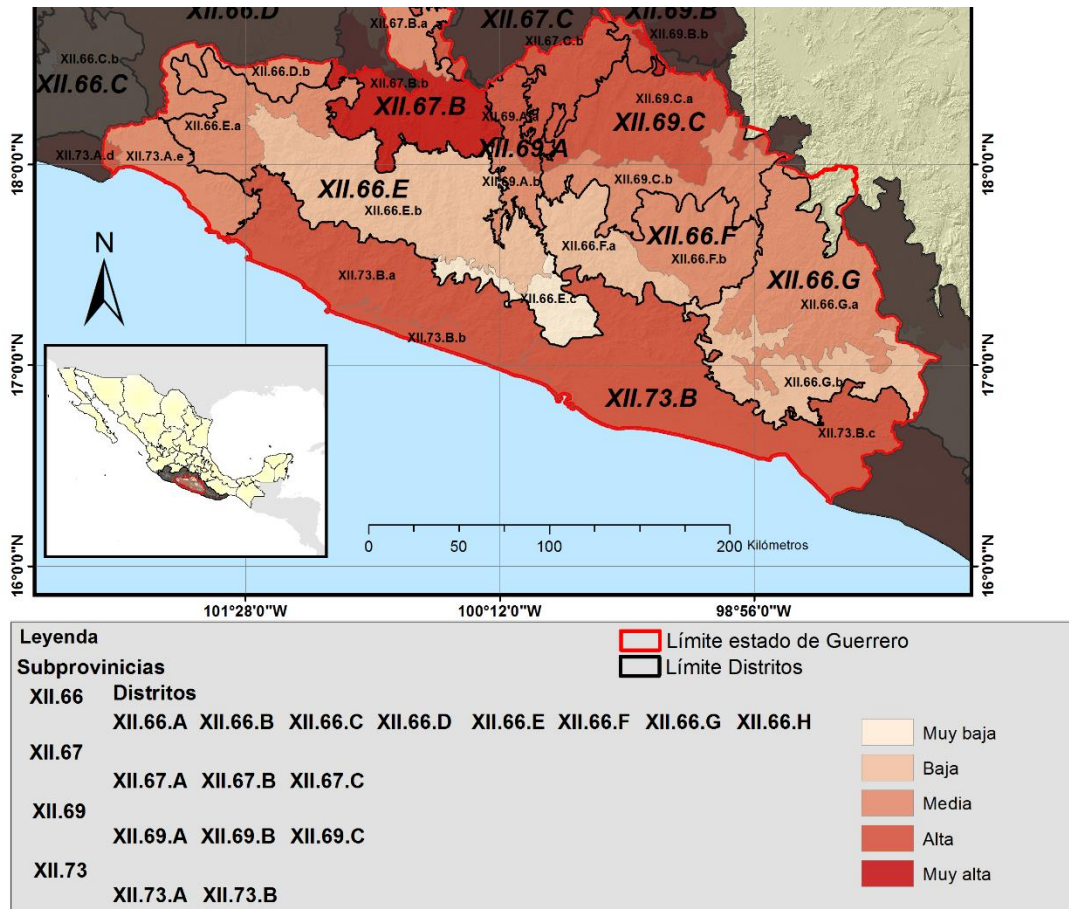 XII.66.D
XII.67.B.a
XII.67.C
XII.69.B
XII.67.C.b
XII.69.B.b
XII.66.C.b
XII.66.C
XII.66.D.b
XII.67.B.b
XII.67.B
XII.69.C.a
XII.69.C
XII.66.E.a
XII.69.A
18°0'0"N
XII.73.A.d
XII.73.A.e
XII.69.A.b
XII.69.C.b
18°0'0"N
XII.66.E
XII.66.E.b
XII.66.F
XII.66.F.a
XII.66.F.b
N
XII.73.B.a
XII.66.G
XII.66.E.c
XII.66.G.a
XII.73.B.b
17°0'0"N
17°0'0"N
XII.66.G.b
XII.73.B
XII.73.B.c
0 50 100 200 Kilómetros
16°0'0"N
16°0'0"N
101°28'0"W 100°12'0"W 98°56'0"W
Leyenda
Límite estado de Guerrero
Subprovinicias
Límite Distritos
XII.66
Distritos
XII.66.A XII.66.B XII.66.C XII.66.D XII.66.E XII.66.F XII.66.G XII.66.H
XII.67
XII.67.A XII.67.B XII.67.C
XII.69
XII.69.A XII.69.B XII.69.C
XII.73
XII.73.A XII.73.B
Muy baja
Baja
Media
Alta
Muy alta